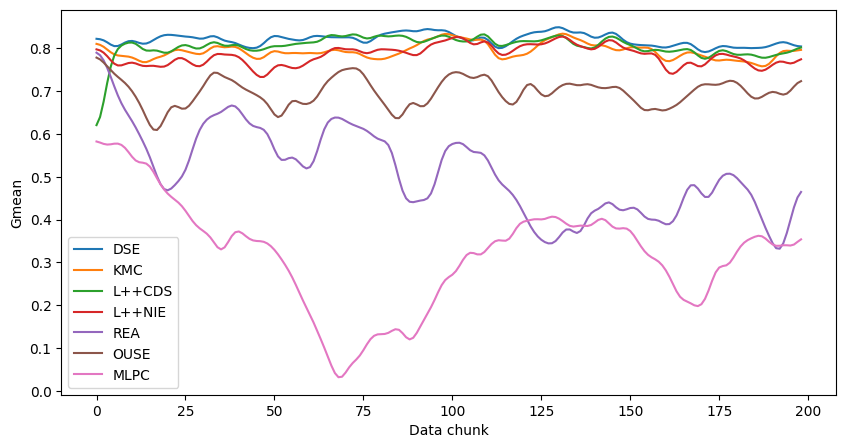 Gmean
0.8
0.7
0.6
0.5
0.4
0.3
0.2
0.1
0.0
DSE
KMC
L++CDS
L++NIE
REA
OUSE
MLPC
0 25 50 75 100 125 150 175 200
Data chunk